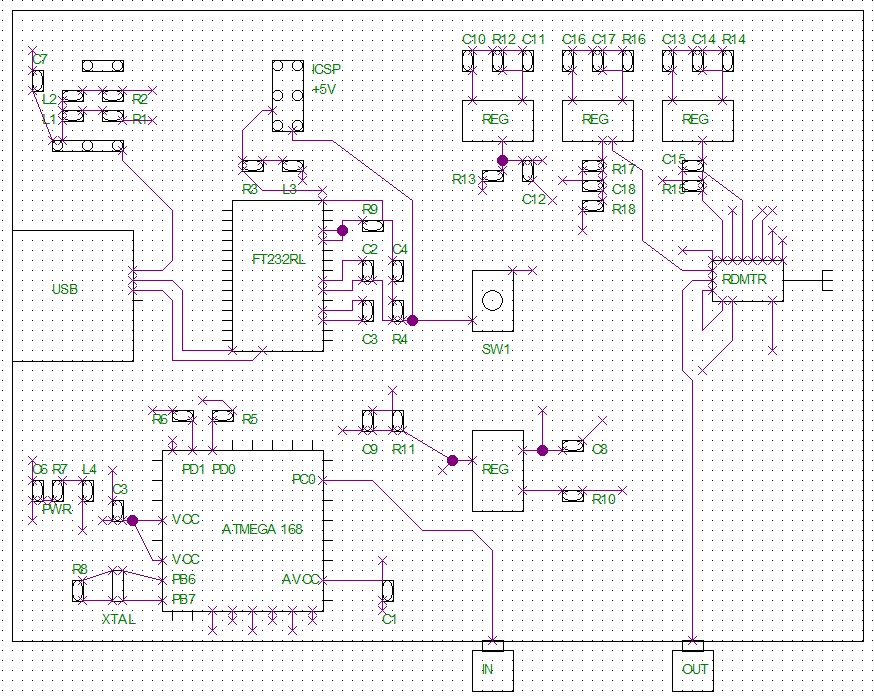 C10 R12 C11 C16 C17 R16 C13 C14 R14
C7
ICSP
+5V
L2 R2
L1 R1
REG REG REG
R3 L3
R13
C12
R17
C18
R18
C15
R15
R9
C2 C4
FT232RL
USB
RDMTR
C3 R4
SW1
R6 R5
C9 R11
REG
C8
R10
C6 R7 L4
PWR
C3
PD1 PD0
PC0
VCC
ATMEGA 168
VCC
R8
PB6
AVCC
PB7
XTAL
C1
IN
OUT